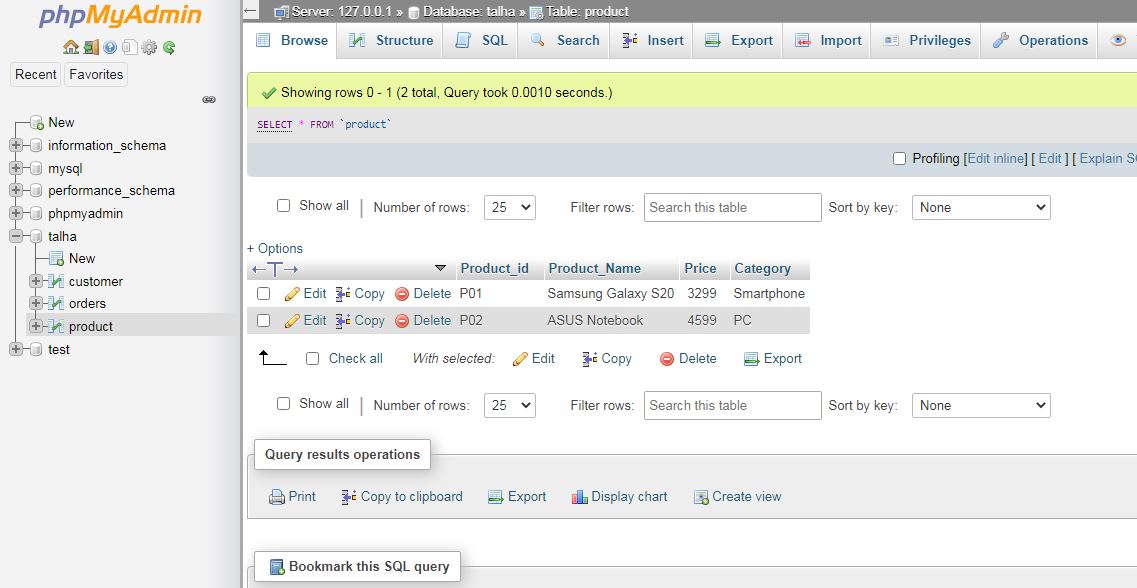 phpMyAdmin
Server: 127.0.0.1 » Database: talha » Table: product
Browse Structure SQL Search Insert Export Import Privileges Operations
Recent Favorites
Showing rows 0 - 1 (2 total, Query took 0.0010 seconds.)
SELECT * FROM `product`
Profiling [Edit inline] [ Edit ] [ Explain
New
information_schema
mysql
performance_schema
phpmyadmin
talha
New
customer
orders
product
test
Show all Number of rows: 25 Filter rows: Search this table Sort by key: None
+ Options
Product_id Product_Name Price Category
Edit Copy Delete P01 Samsung Galaxy S20 3299 Smartphone
Edit Copy Delete P02 ASUS Notebook 4599 PC
Check all With selected: Edit Copy Delete Export
Show all Number of rows: 25 Filter rows: Search this table Sort by key: None
Query results operations
Print Copy to clipboard Export Display chart Create view
Bookmark this SQL query